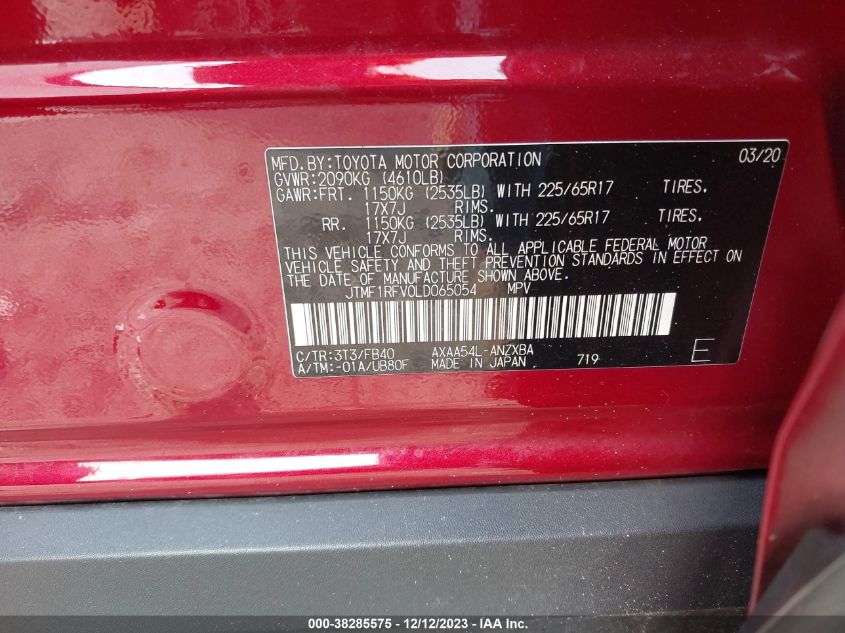 MFD. BY: TOYOTA MOTOR CORPORATION 03/20
GVWR: 2090KG (4610LB)
GAWR: FRT. 1150KG (2535LB) WITH 225/65R17 TIRES.
17X7J RIMS.
RR. 1150KG (2535LB) WITH 225/65R17 TIRES.
17X7J RIMS.
THIS VEHICLE CONFORMS TO ALL APPLICABLE FEDERAL MOTOR
VEHICLE SAFETY AND THEFT PREVENTION STANDARDS IN EFFECT ON
THE DATE OF MANUFACTURE SHOWN ABOVE.
JTMF1RFV0LD065054 MPV
C/TR: 3T3/FB40 AXAA54L-ANZXBA
A/TM: -01A/UB80F MADE IN JAPAN 719 E
000-38285575 - 12/12/2023 - IAA Inc.